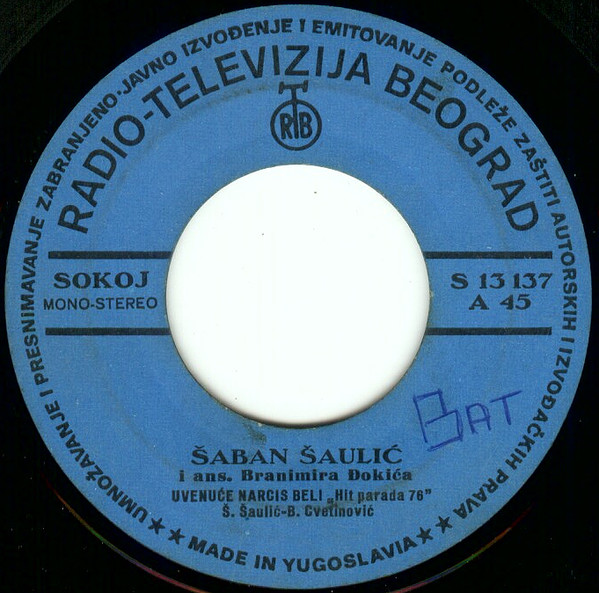 UMNOŽAVANJE I PRESNIMAVANJE ZABRANJENO·JAVNO IZVOĐENJE I EMITOVANJE PODLEŽE ZAŠTITI AUTORSKIH I IZVOĐAČKIH PRAVA
RADIO-TELEVIZIJA BEOGRAD
RTB
SOKOJ
MONO-STEREO
S 13 137
A 45
BAT
ŠABAN ŠAULIĆ
i ans. Branimira Đokića
UVENUĆE NARCIS BELI „Hit parada 76”
Š. Šaulić-B. Cvetinović
★★MADE IN YUGOSLAVIA★★